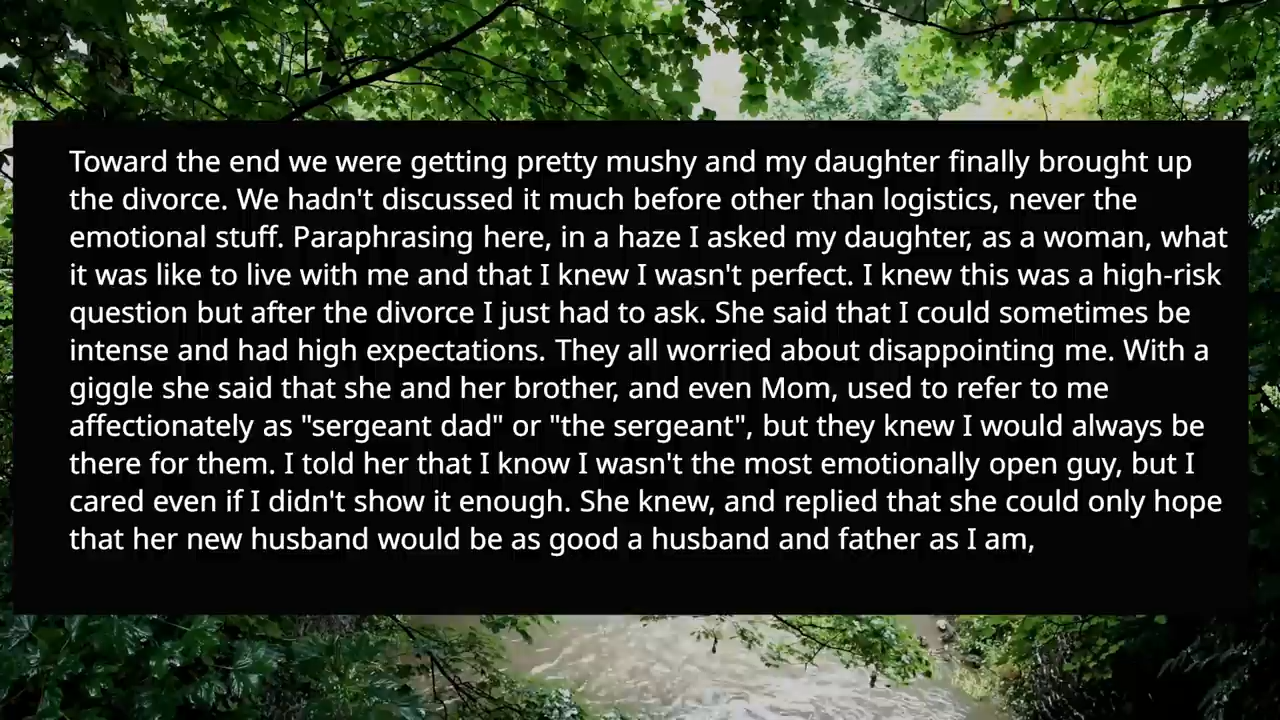 Toward the end we were getting pretty mushy and my daughter finally brought up
the divorce. We hadn't discussed it much before other than logistics, never the
emotional stuff. Paraphrasing here, in a haze I asked my daughter, as a woman, what
it was like to live with me and that I knew I wasn't perfect. I knew this was a high-risk
question but after the divorce I just had to ask. She said that I could sometimes be
intense and had high expectations. They all worried about disappointing me. With a
giggle she said that she and her brother, and even Mom, used to refer to me
affectionately as "sergeant dad" or "the sergeant", but they knew I would always be
there for them. I told her that I know I wasn't the most emotionally open guy, but I
cared even if I didn't show it enough. She knew, and replied that she could only hope
that her new husband would be as good a husband and father as I am,